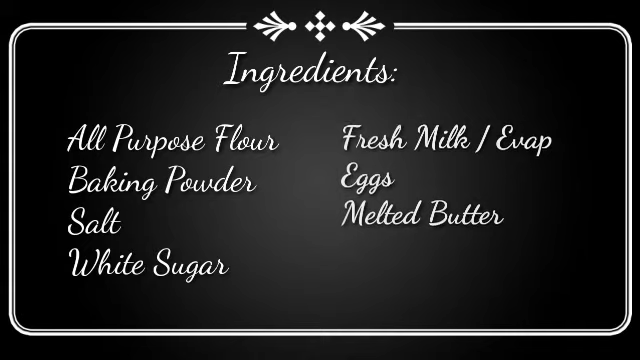 Ingredients:
All Purpose Flour
Baking Powder
Salt
White Sugar
Fresh Milk / Evap
Eggs
Melted Butter